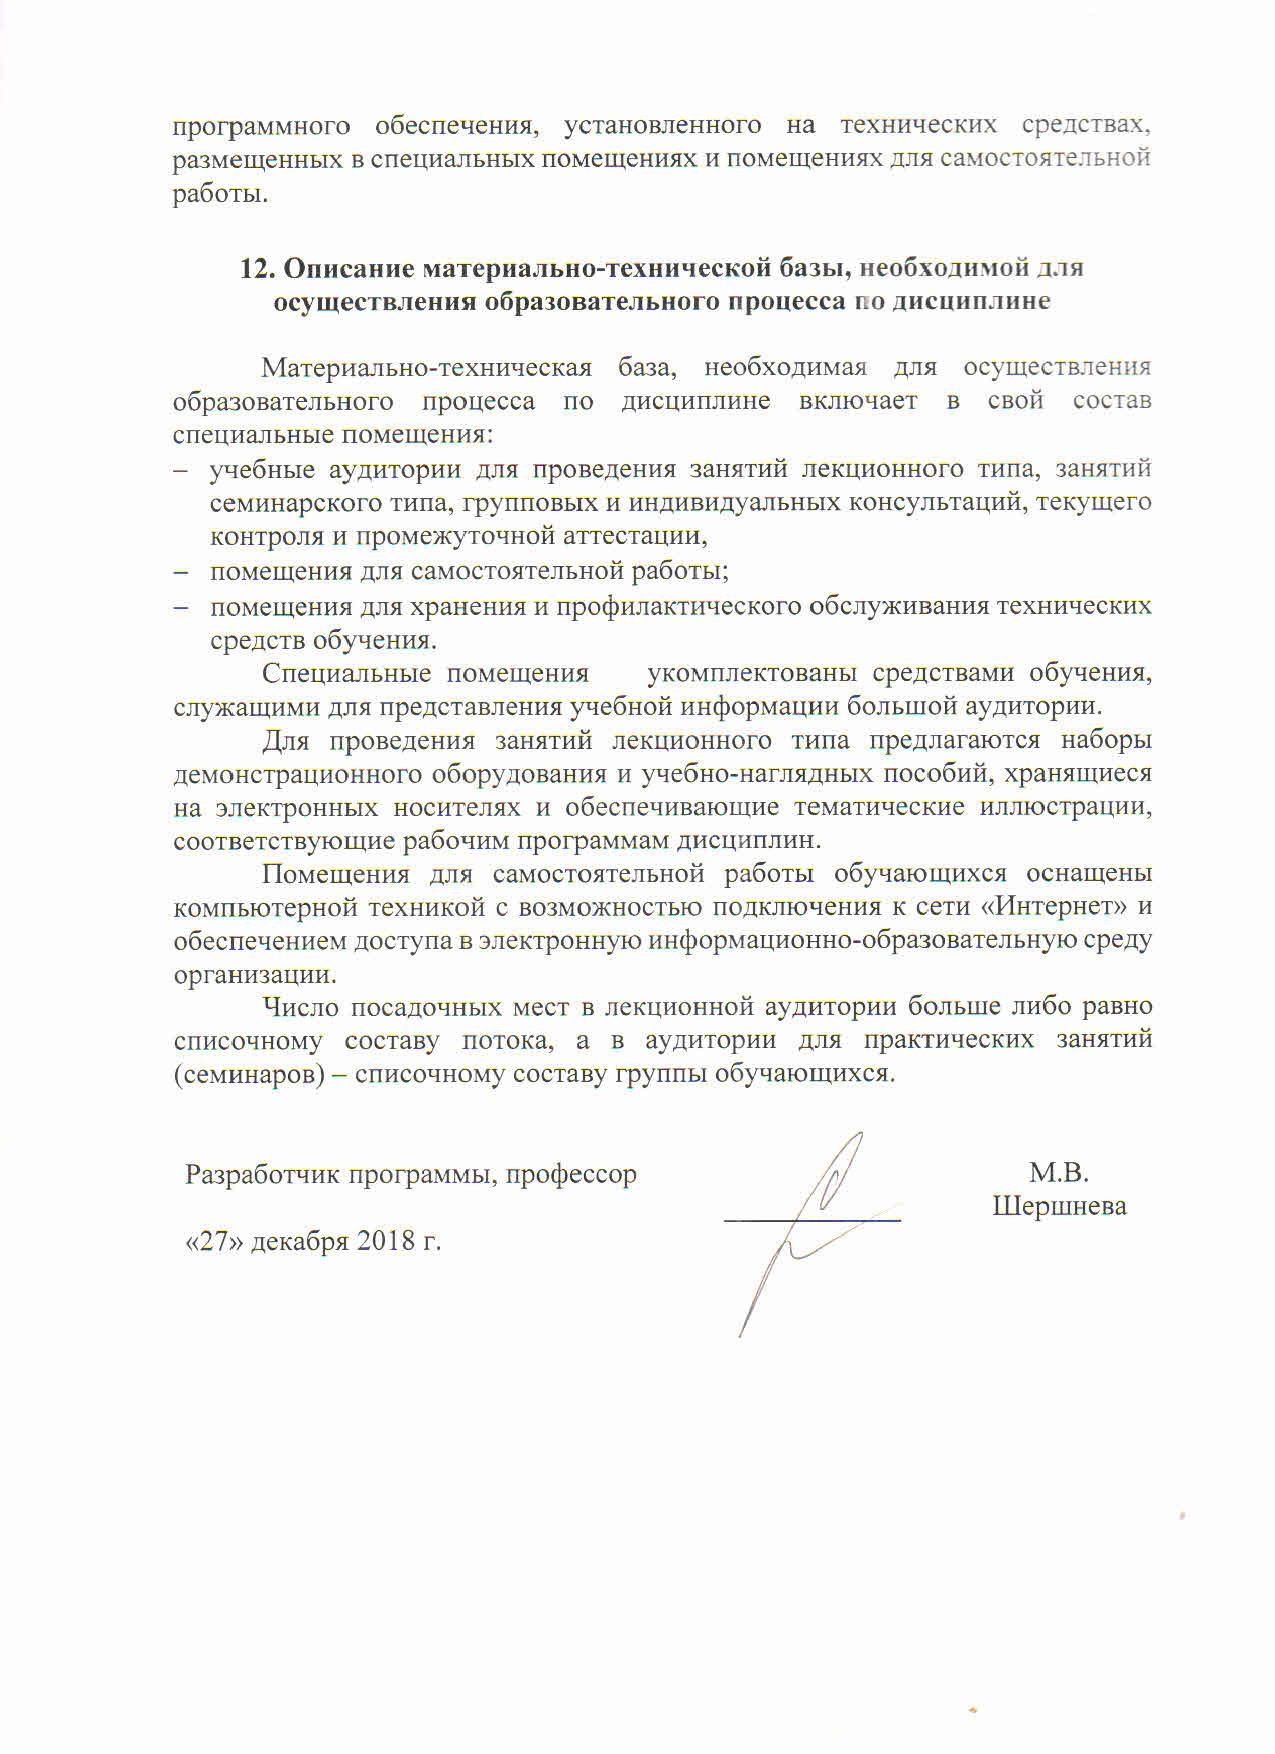 программного обеспечения, установленного на технических средствах,
размещенных в специальных помещениях и помещениях для самостоятельной
работы.
12. Описание материально-технической базы, необходимой для
осуществления образовательного процесса по дисциплине
Материально-техническая база, необходимая для осуществления
образовательного процесса по дисциплине включает в свой состав
специальные помещения:
– учебные аудитории для проведения занятий лекционного типа, занятий
семинарского типа, групповых и индивидуальных консультаций, текущего
контроля и промежуточной аттестации,
– помещения для самостоятельной работы;
– помещения для хранения и профилактического обслуживания технических
средств обучения.
Специальные помещения укомплектованы средствами обучения,
служащими для представления учебной информации большой аудитории.
Для проведения занятий лекционного типа предлагаются наборы
демонстрационного оборудования и учебно-наглядных пособий, хранящиеся
на электронных носителях и обеспечивающие тематические иллюстрации,
соответствующие рабочим программам дисциплин.
Помещения для самостоятельной работы обучающихся оснащены
компьютерной техникой с возможностью подключения к сети «Интернет» и
обеспечением доступа в электронную информационно-образовательную среду
организации.
Число посадочных мест в лекционной аудитории больше либо равно
списочному составу потока, а в аудитории для практических занятий
(семинаров) – списочному составу группы обучающихся.
Разработчик программы, профессор
М.В.
Шершнева
«27» декабря 2018 г.